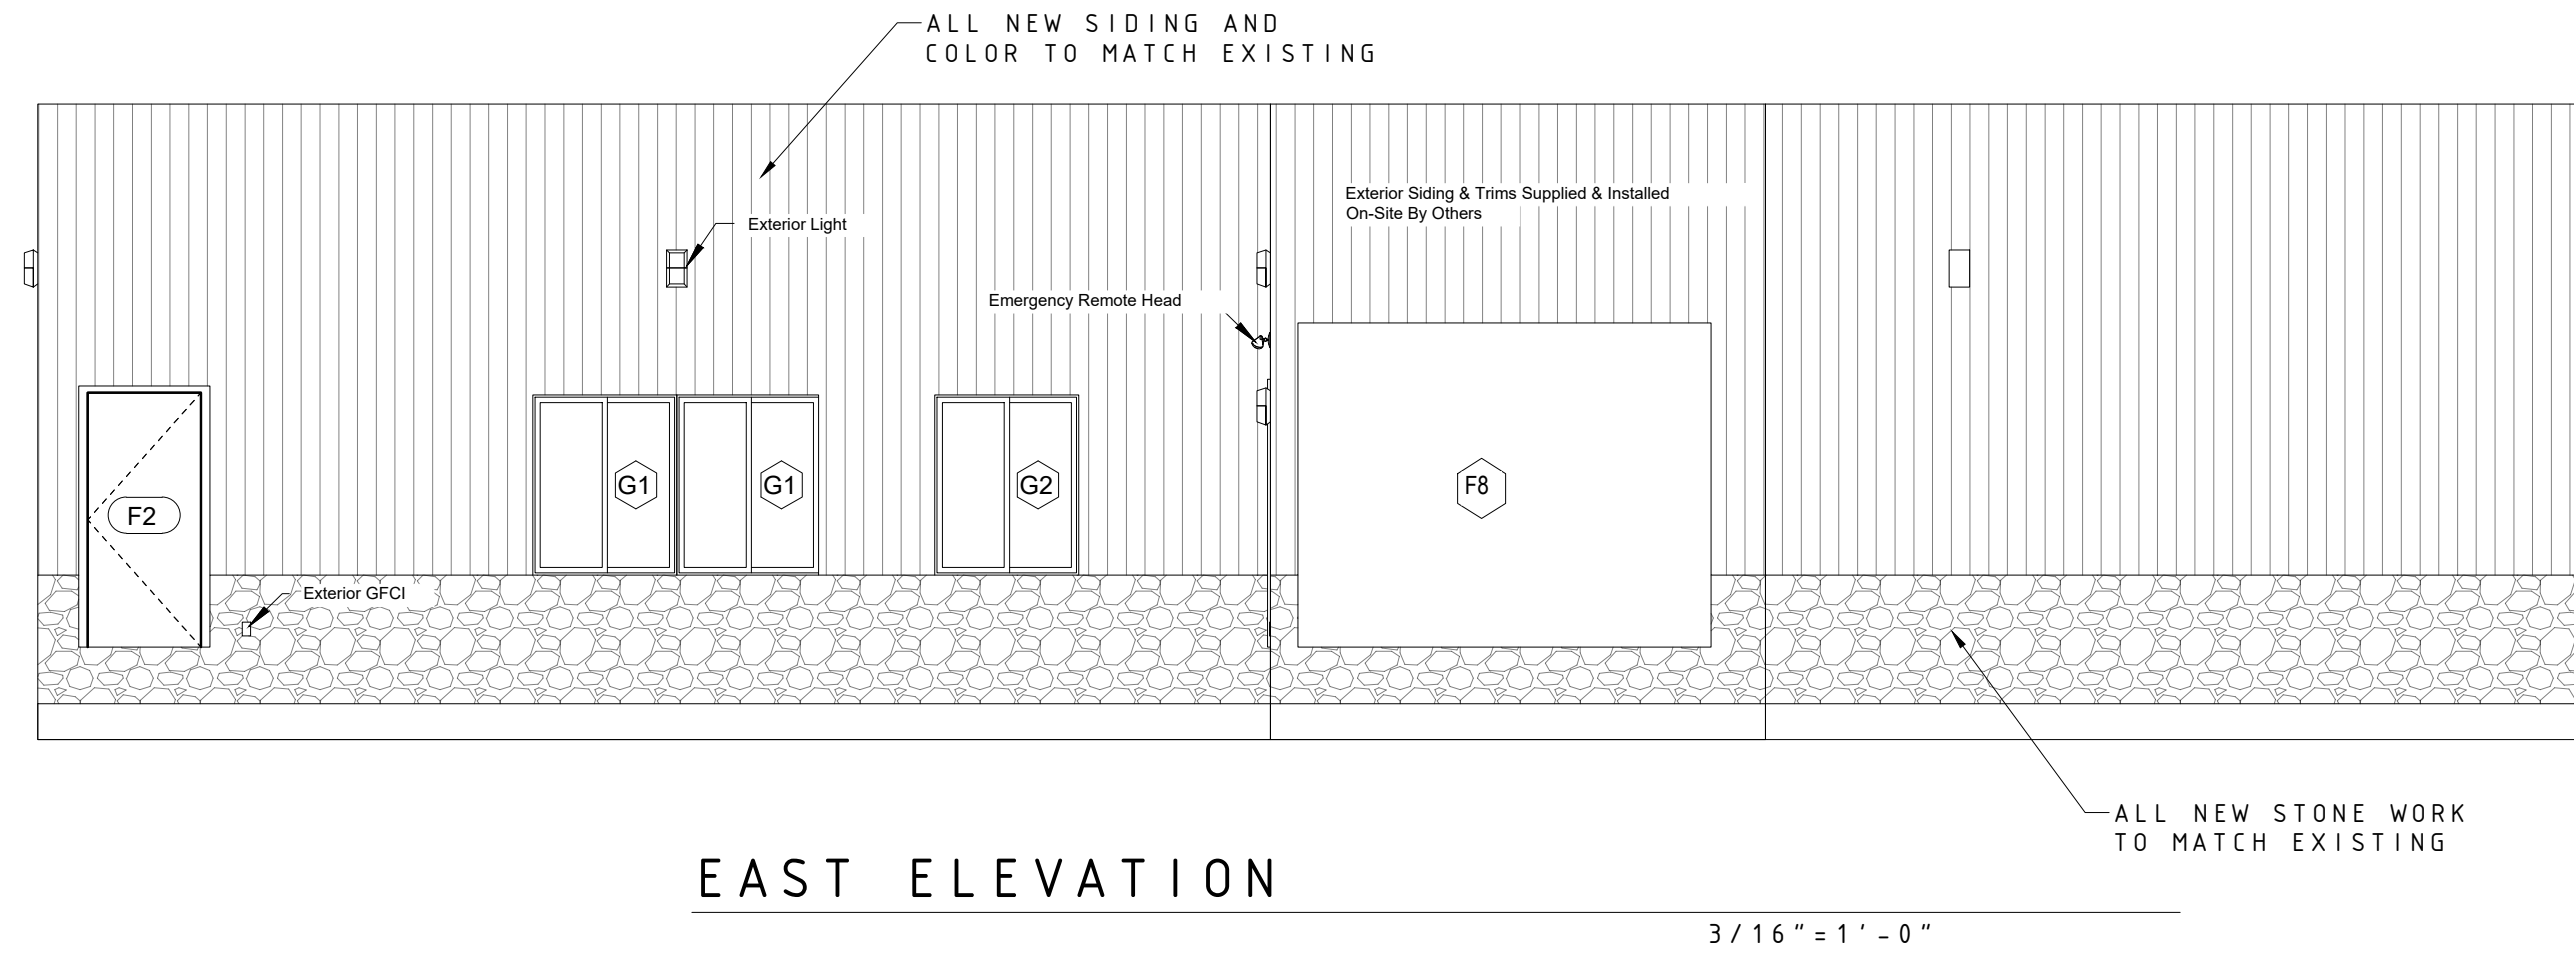 ALL NEW SIDING AND
COLOR TO MATCH EXISTING
Exterior Siding & Trims Supplied & Installed
On-Site By Others
Exterior Light
Emergency Remote Head
G1
G1
G2
F8
F2
Exterior GFCI
ALL NEW STONE WORK
TO MATCH EXISTING
EAST ELEVATION
3/16"=1'-0"